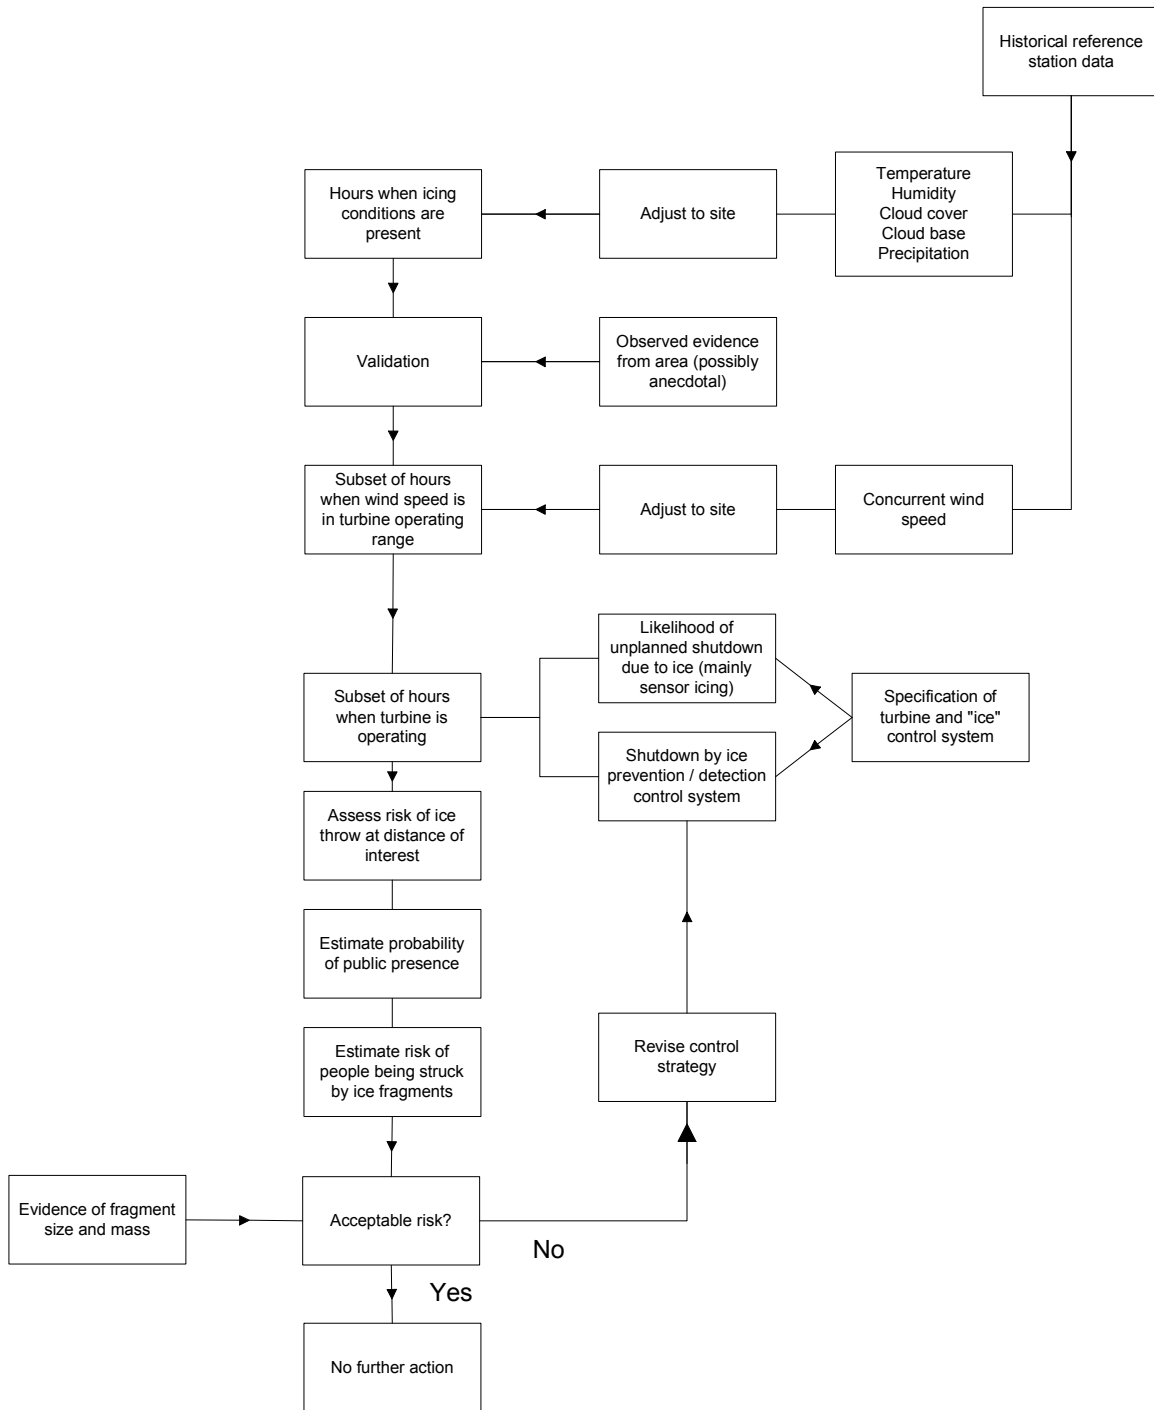 Historical reference
station data
Hours when icing
conditions are
present
Adjust to site
Temperature
Humidity
Cloud cover
Cloud base
Precipitation
Validation
Observed evidence
from area (possibly
anecdotal)
Subset of hours
when wind speed is
in turbine operating
range
Adjust to site
Concurrent wind
speed
Likelihood of
unplanned shutdown
due to ice (mainly
sensor icing)
Subset of hours
when turbine is
operating
Specification of
turbine and "ice"
control system
Shutdown by ice
prevention / detection
control system
Assess risk of ice
throw at distance of
interest
Estimate probability
of public presence
Estimate risk of
people being struck
by ice fragments
Revise control
strategy
Evidence of fragment
size and mass
Acceptable risk?
No
Yes
No further action